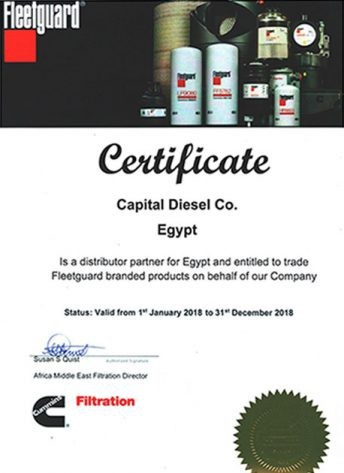 Fleetguard®
Fleetguard
LF9080
Fleetguard
FF5782
Certificate
Capital Diesel Co.
Egypt
Is a distributor partner for Egypt and entitled to trade
Fleetguard branded products on behalf of our Company
Status: Valid from 1st January 2018 to 31st December 2018
Susan S Quist
Authorized Signature
Africa Middle East Filtration Director
Cummins
Filtration